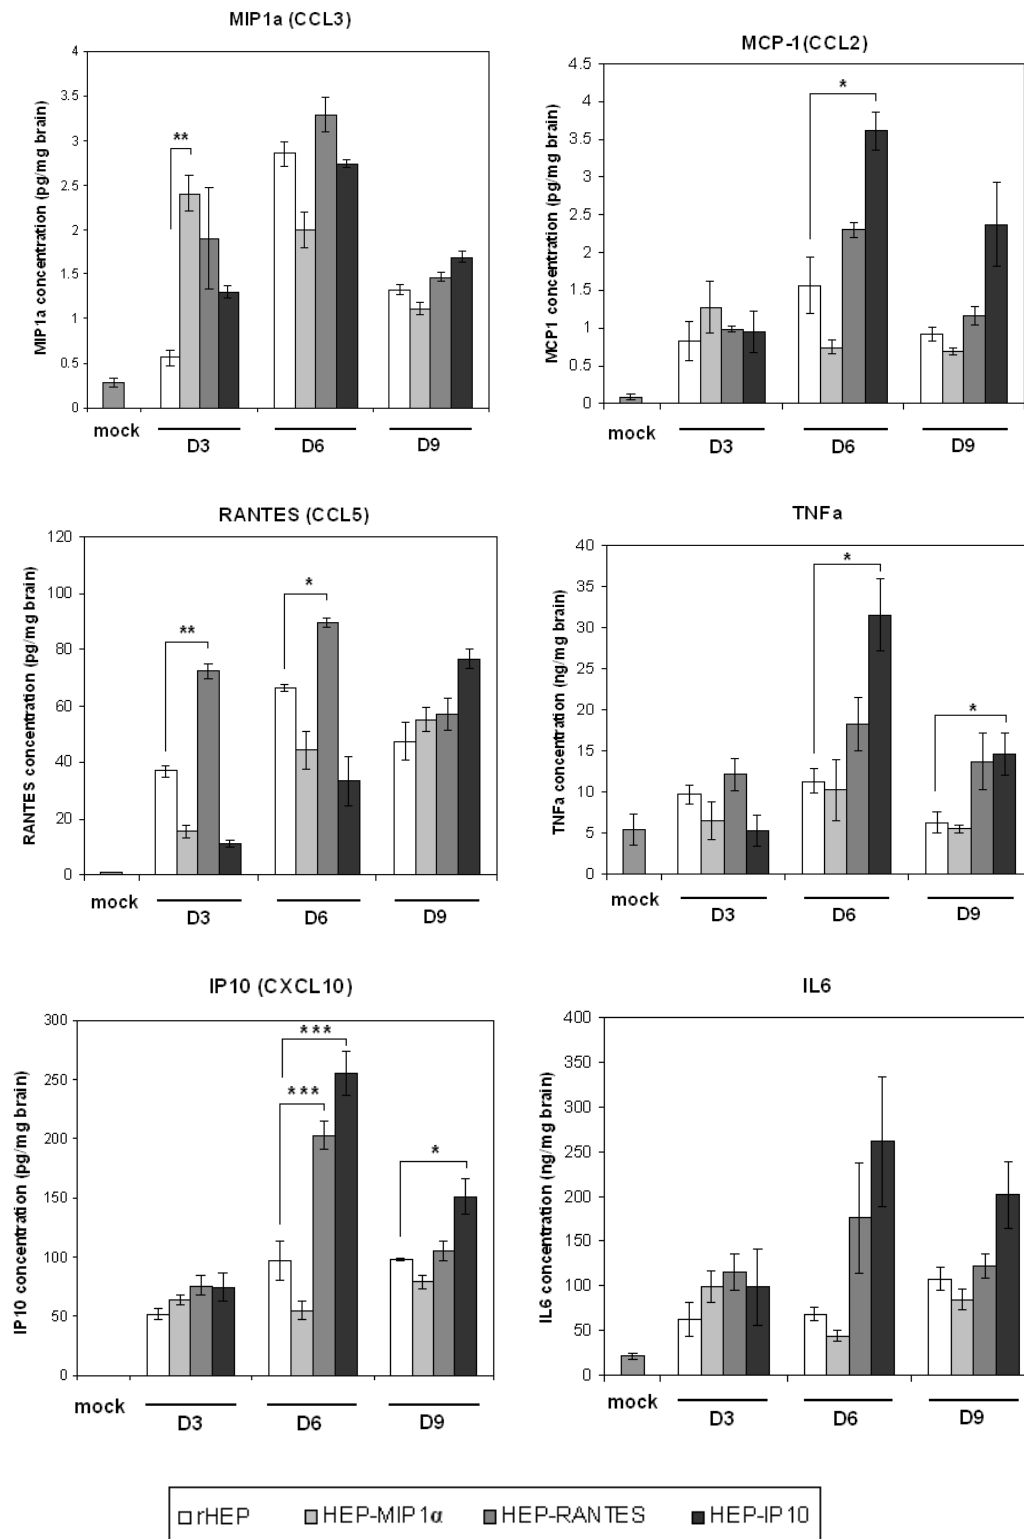 MIP1a (CCL3)
MIP1a concentration (pg/mg brain)
4
3.5
3
2.5
2
1.5
1
0.5
0
**
mock
D3
D6
D9
MCP-1(CCL2)
MCP1 concentration (pg/mg brain)
4.5
4
3.5
3
2.5
2
1.5
1
0.5
0
*
mock
D3
D6
D9
RANTES (CCL5)
RANTES concentration (pg/mg brain)
120
100
80
60
40
20
0
**
*
mock
D3
D6
D9
TNFa
TNFa concentration (ng/mg brain)
40
35
30
25
20
15
10
5
0
*
*
mock
D3
D6
D9
IP10 (CXCL10)
IP10 concentration (pg/mg brain)
300
250
200
150
100
50
0
***
***
*
mock
D3
D6
D9
IL6
IL6 concentration (ng/mg brain)
400
350
300
250
200
150
100
50
0
mock
D3
D6
D9
rHEP HEP-MIP1α HEP-RANTES HEP-IP10